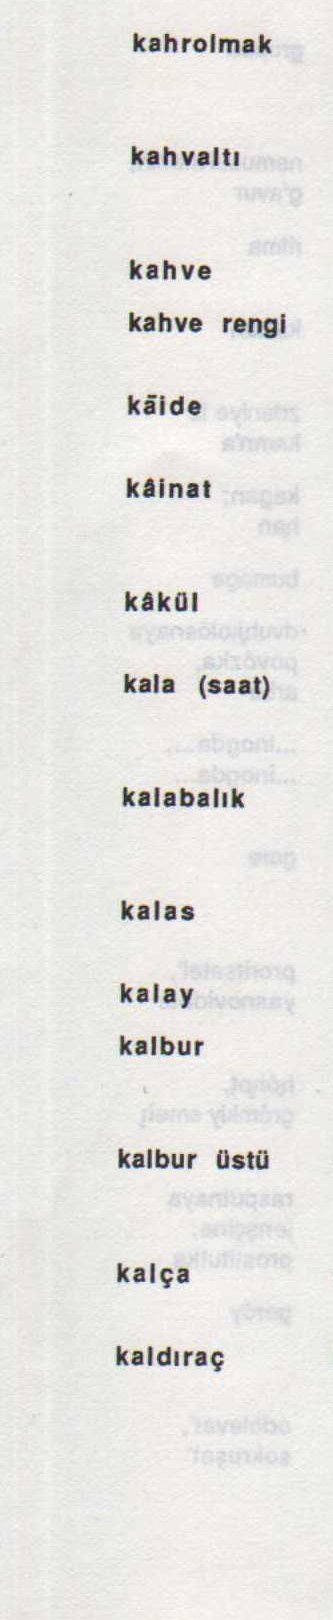 kahrolmak
kahvaltı
kahve
kahve rengi
kāide
kâinat
kâkül
kala (saat)
kalabalık
kalas
kalay
kalbur
kalbur üstü
kalça
kaldıraç